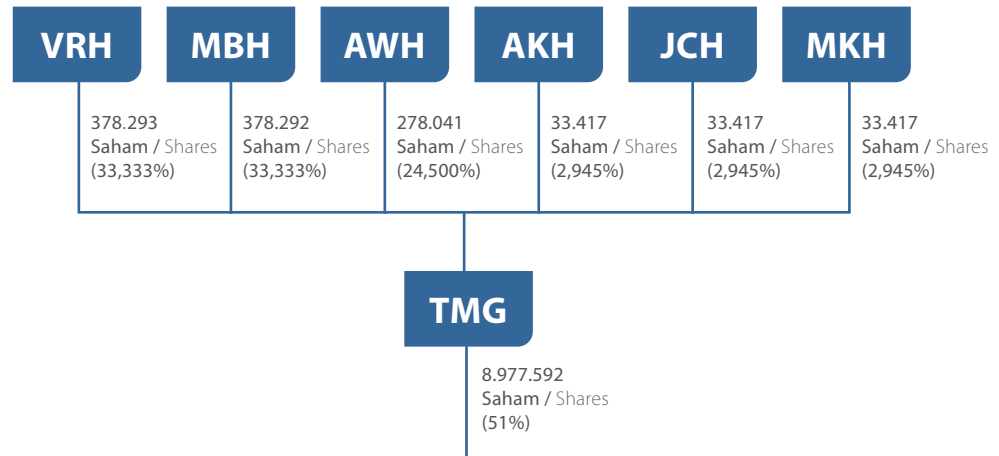 VRH
MBH
AWH
AKH
JCH
MKH
378.293
Saham / Shares
(33,333%)
378.292
Saham / Shares
(33,333%)
278.041
Saham / Shares
(24,500%)
33.417
Saham / Shares
(2,945%)
33.417
Saham / Shares
(2,945%)
33.417
Saham / Shares
(2,945%)
TMG
8.977.592
Saham / Shares
(51%)